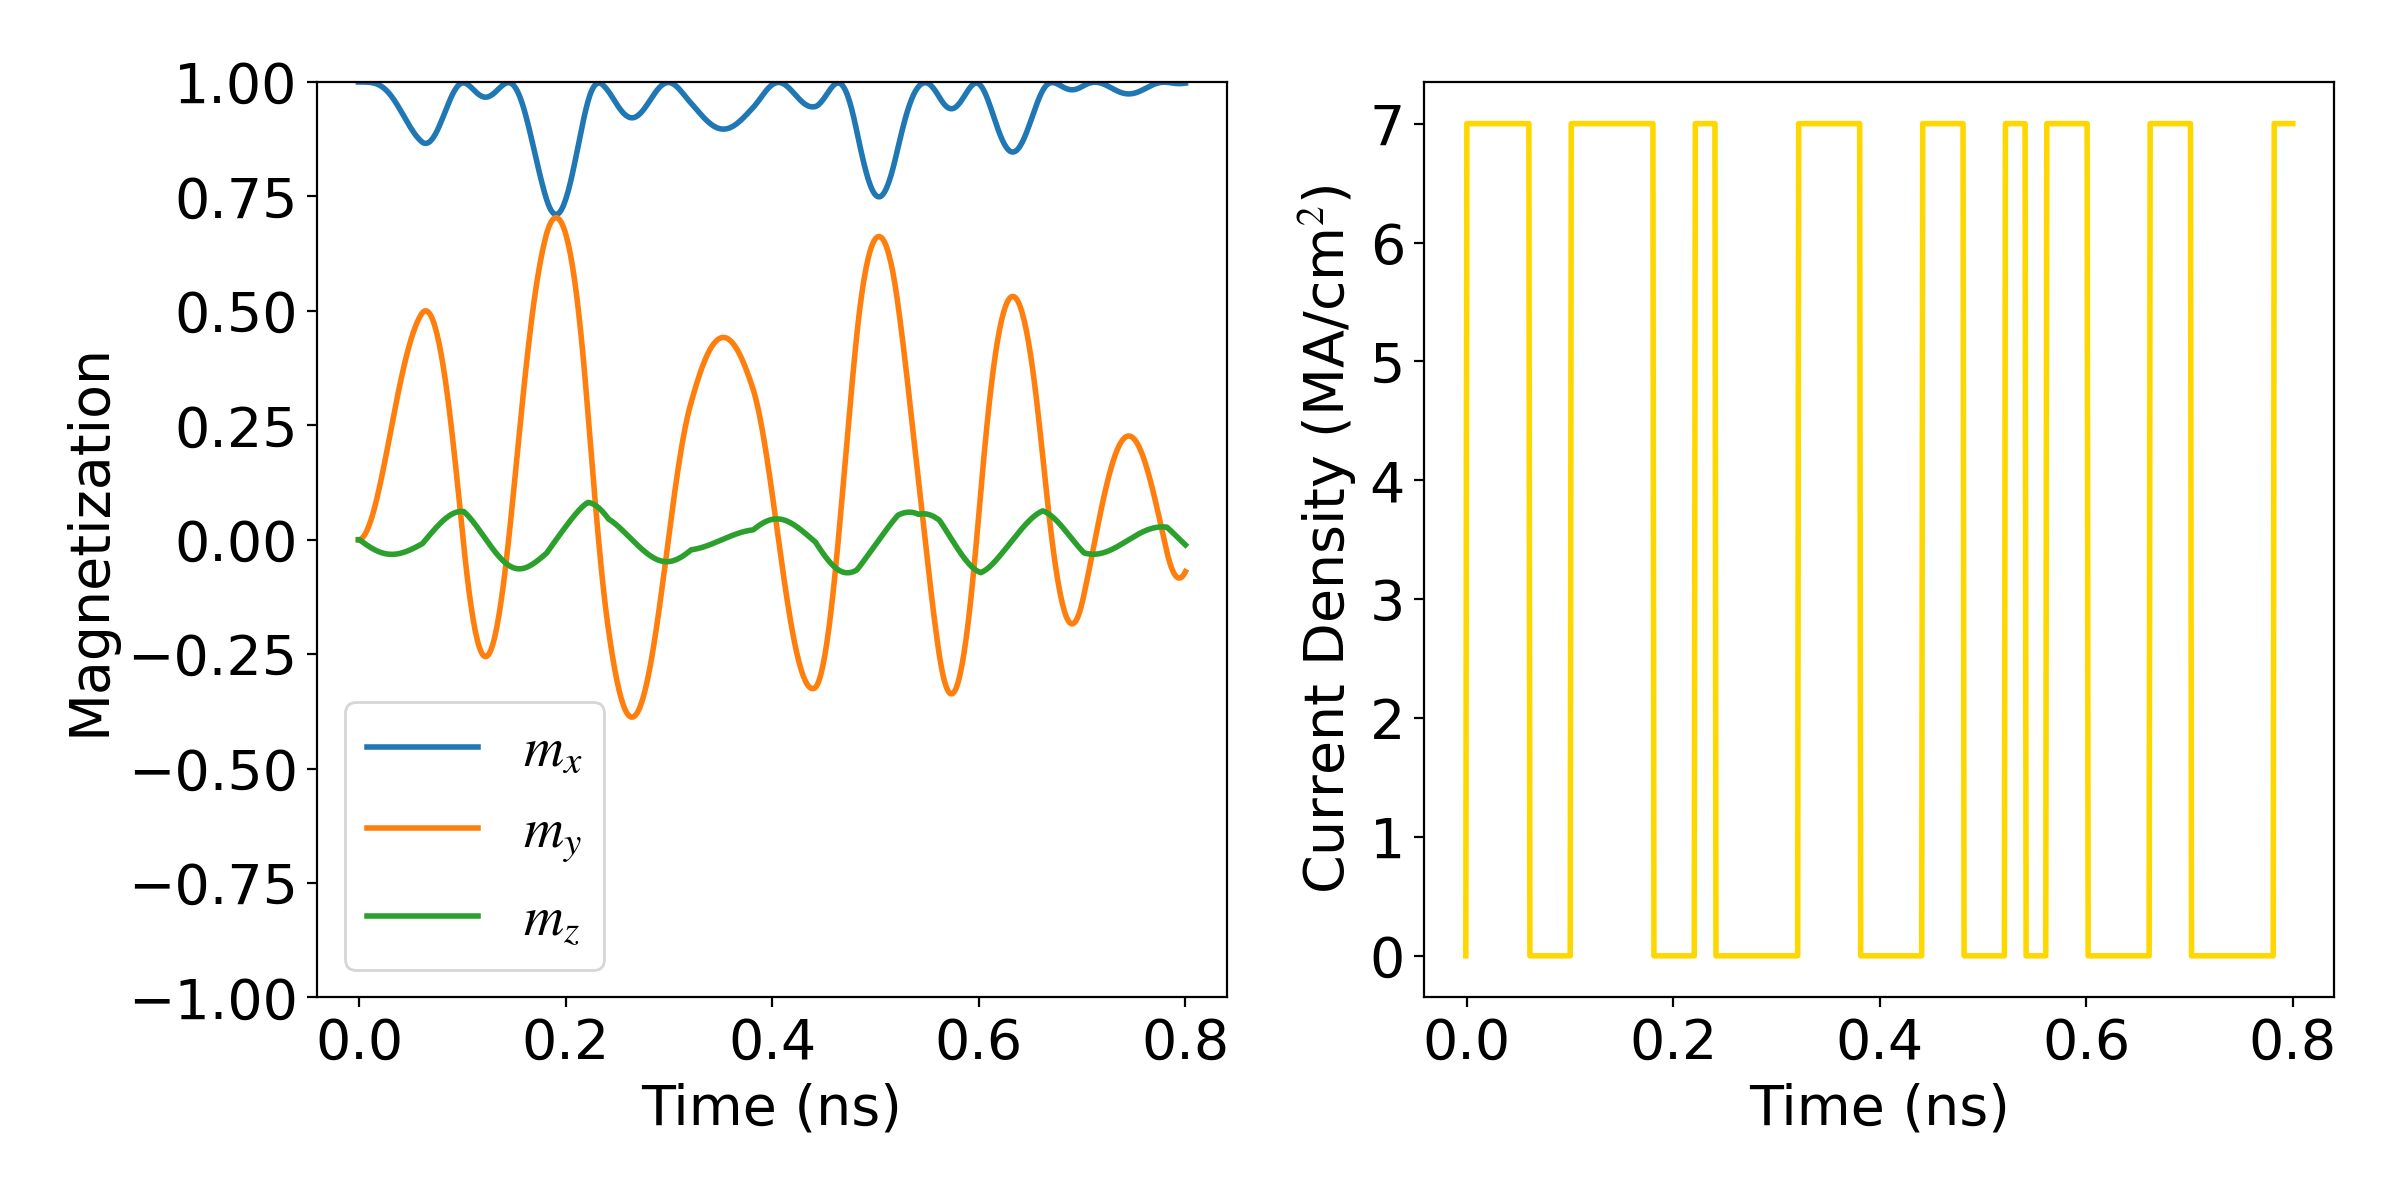 Magnetization
1.00
0.75
0.50
0.25
0.00
−0.25
−0.50
−0.75
−1.00
m_x
m_y
m_z
0.0 0.2 0.4 0.6 0.8
Time (ns)
Current Density (MA/cm²)
7
6
5
4
3
2
1
0
0.0 0.2 0.4 0.6 0.8
Time (ns)